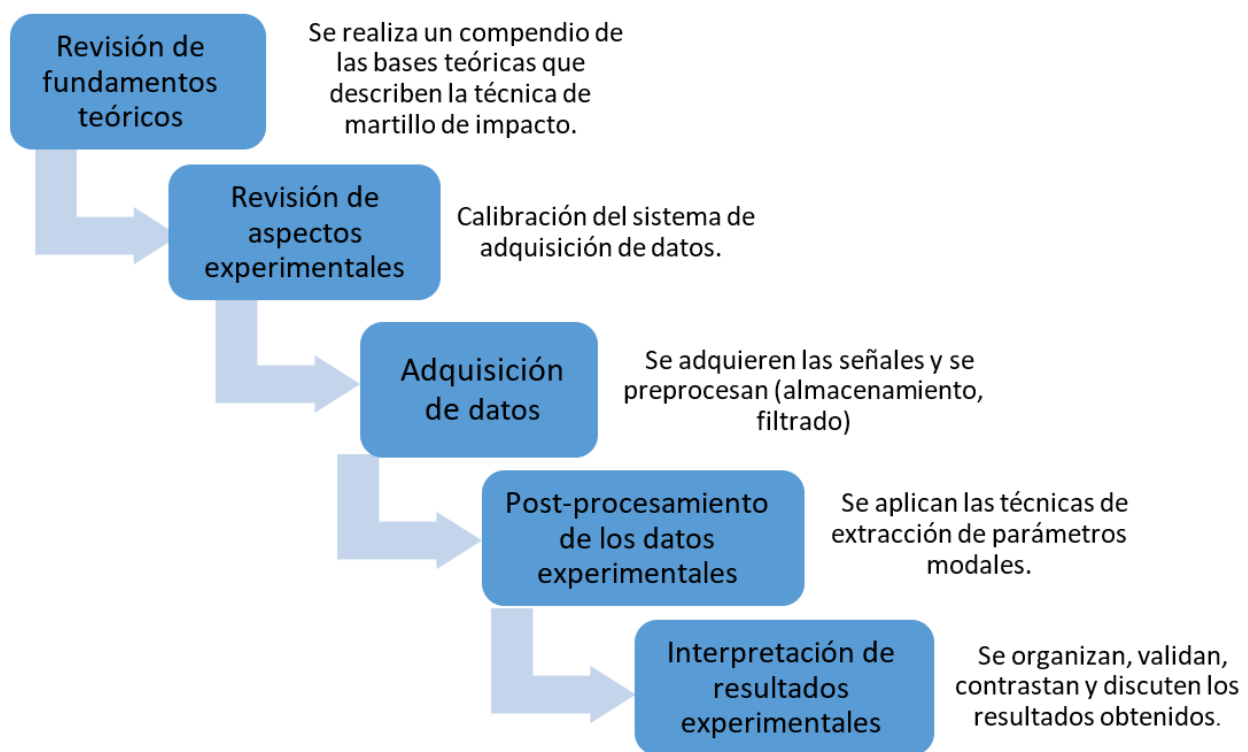 Revisión de
fundamentos
teóricos
Se realiza un compendio de
las bases teóricas que
describen la técnica de
martillo de impacto.
Revisión de
aspectos
experimentales
Calibración del sistema de
adquisición de datos.
Adquisición
de datos
Se adquieren las señales y se
preprocesan (almacenamiento,
filtrado)
Post-procesamiento
de los datos
experimentales
Se aplican las técnicas de
extracción de parámetros
modales.
Interpretación de
resultados
experimentales
Se organizan, validan,
contrastan y discuten los
resultados obtenidos.